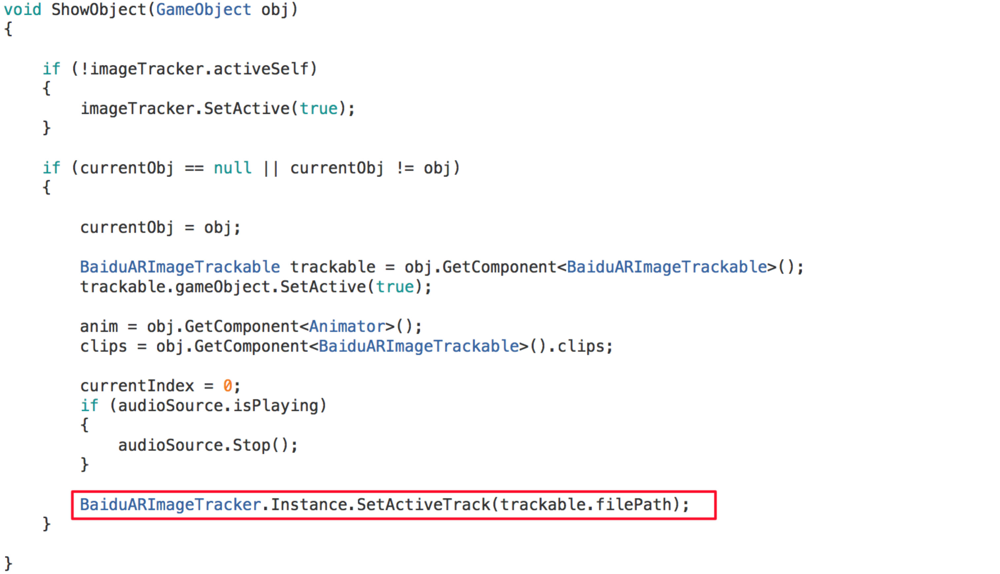 void ShowObject(GameObject obj)
{
if (!imageTracker.activeSelf)
{
imageTracker.SetActive(true);
}
if (currentObj == null || currentObj != obj)
{
currentObj = obj;
BaiduARImageTrackable trackable = obj.GetComponent<BaiduARImageTrackable>();
trackable.gameObject.SetActive(true);
anim = obj.GetComponent<Animator>();
clips = obj.GetComponent<BaiduARImageTrackable>().clips;
currentIndex = 0;
if (audioSource.isPlaying)
{
audioSource.Stop();
}
BaiduARImageTracker.Instance.SetActiveTrack(trackable.filePath);
}
}